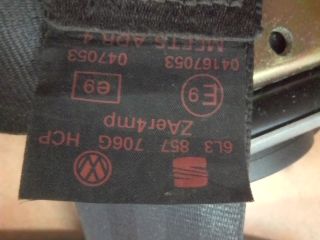 6L3 857 706G HCP
ZAer4mp
E9 e9
04167053 047053
MEETS ADR 4